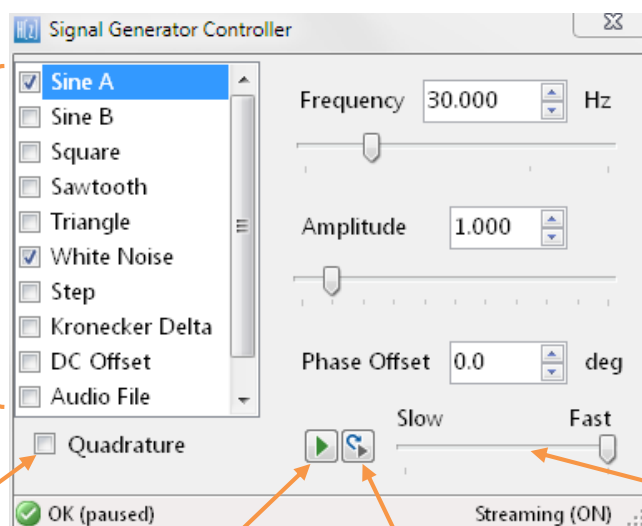 H(z) Signal Generator Controller
Sine A
Sine B
Square
Sawtooth
Triangle
White Noise
Step
Kronecker Delta
DC Offset
Audio File
Quadrature
Frequency 30.000 Hz
Amplitude 1.000
Phase Offset 0.0 deg
Slow Fast
OK (paused) Streaming (ON)